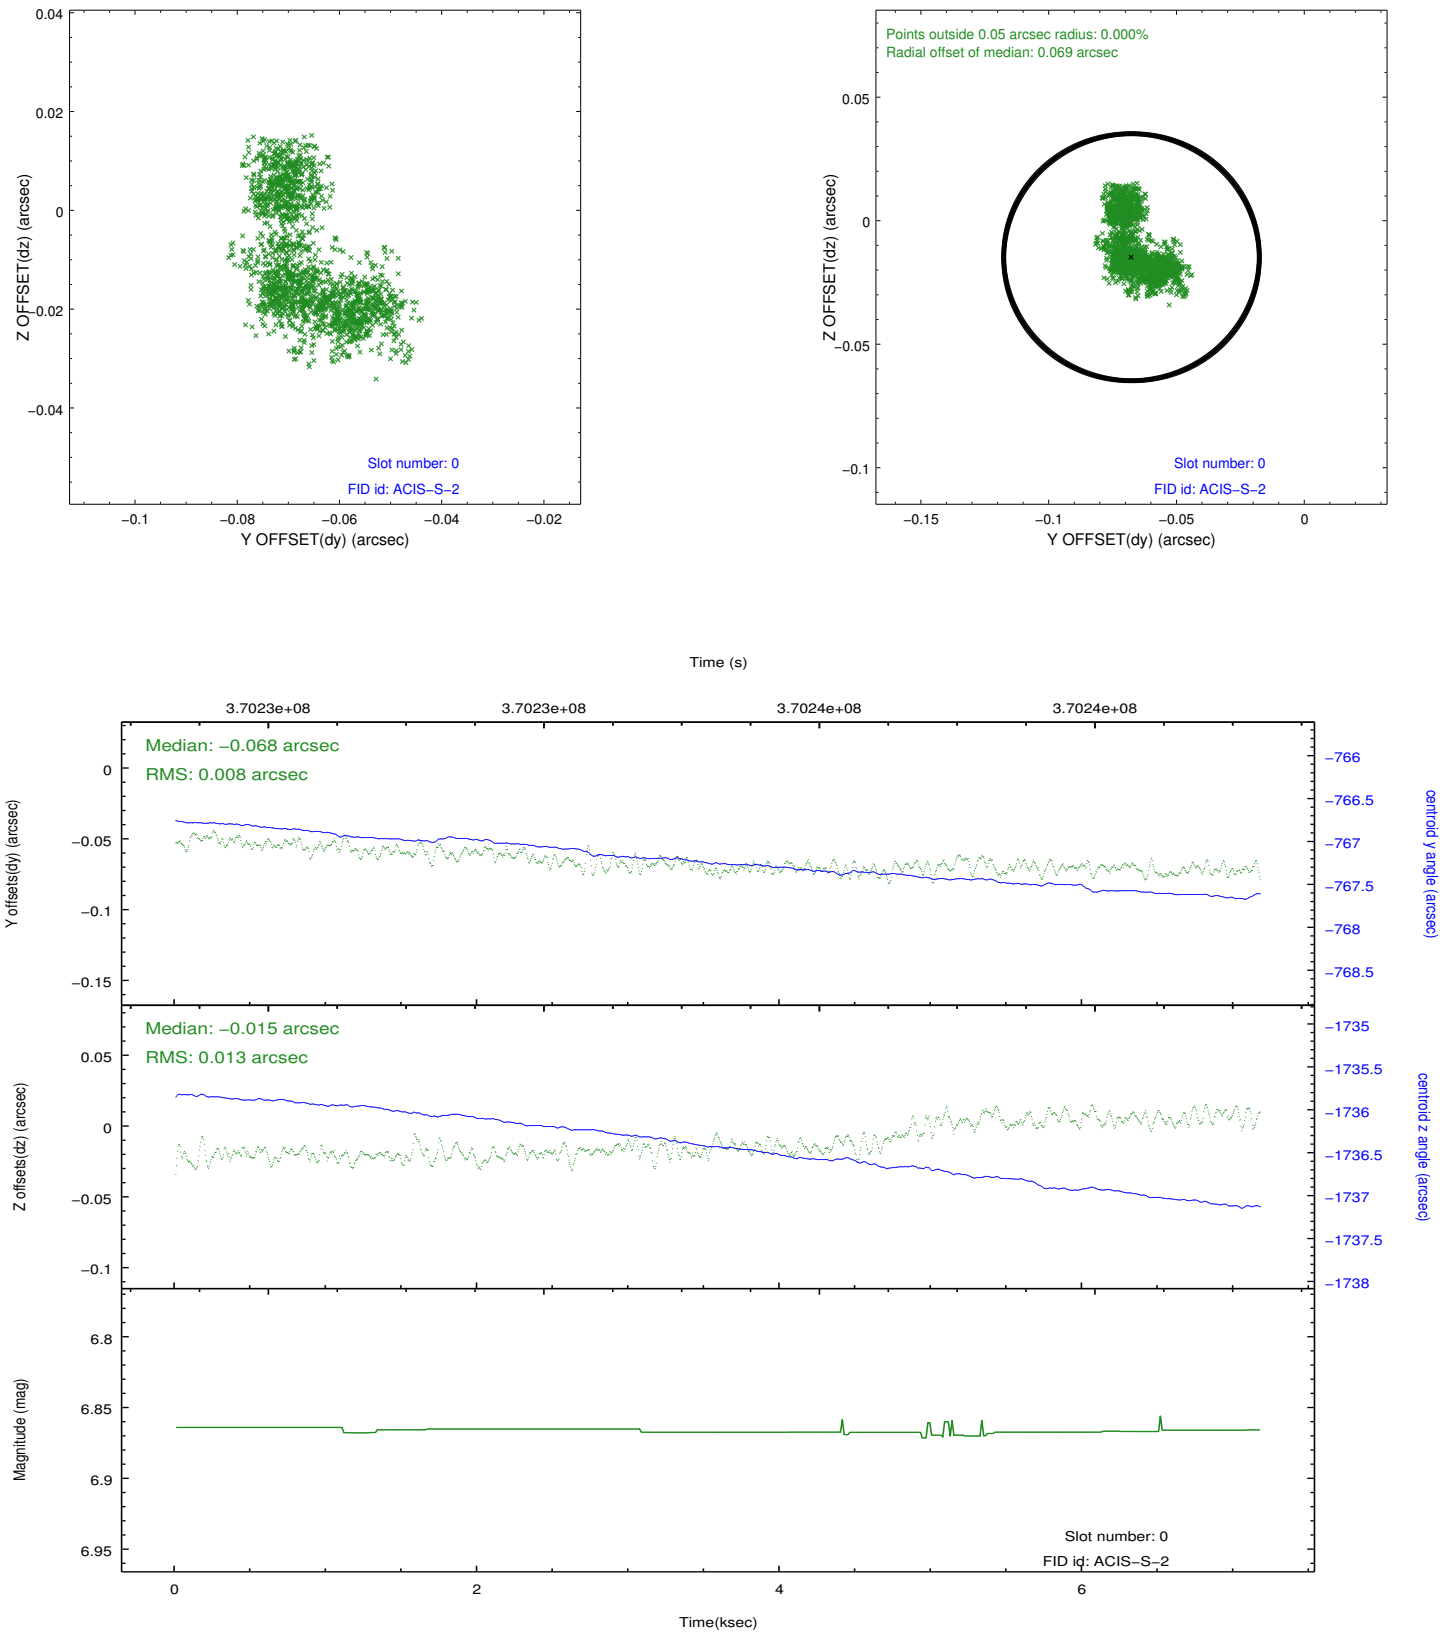 0.04
0.02
0
−0.02
−0.04
Z OFFSET(dz) (arcsec)
Slot number: 0
FID id: ACIS−S−2
−0.1
−0.08
−0.06
−0.04
−0.02
Y OFFSET(dy) (arcsec)
Points outside 0.05 arcsec radius: 0.000%
Radial offset of median: 0.069 arcsec
0.05
0
−0.05
−0.1
Z OFFSET(dz) (arcsec)
Slot number: 0
FID id: ACIS−S−2
−0.15
−0.1
−0.05
0
Y OFFSET(dy) (arcsec)
Time (s)
3.7023e+08
3.7023e+08
3.7024e+08
3.7024e+08
Median: −0.068 arcsec
RMS: 0.008 arcsec
0
−0.05
−0.1
−0.15
Y offsets(dy) (arcsec)
−766
−766.5
−767
−767.5
−768
−768.5
centroid y angle (arcsec)
Median: −0.015 arcsec
RMS: 0.013 arcsec
0.05
0
−0.05
−0.1
Z offsets(dz) (arcsec)
−1735
−1735.5
−1736
−1736.5
−1737
−1737.5
−1738
centroid z angle (arcsec)
6.8
6.85
6.9
6.95
Magnitude (mag)
Slot number: 0
FID id: ACIS−S−2
0
2
4
6
Time(ksec)